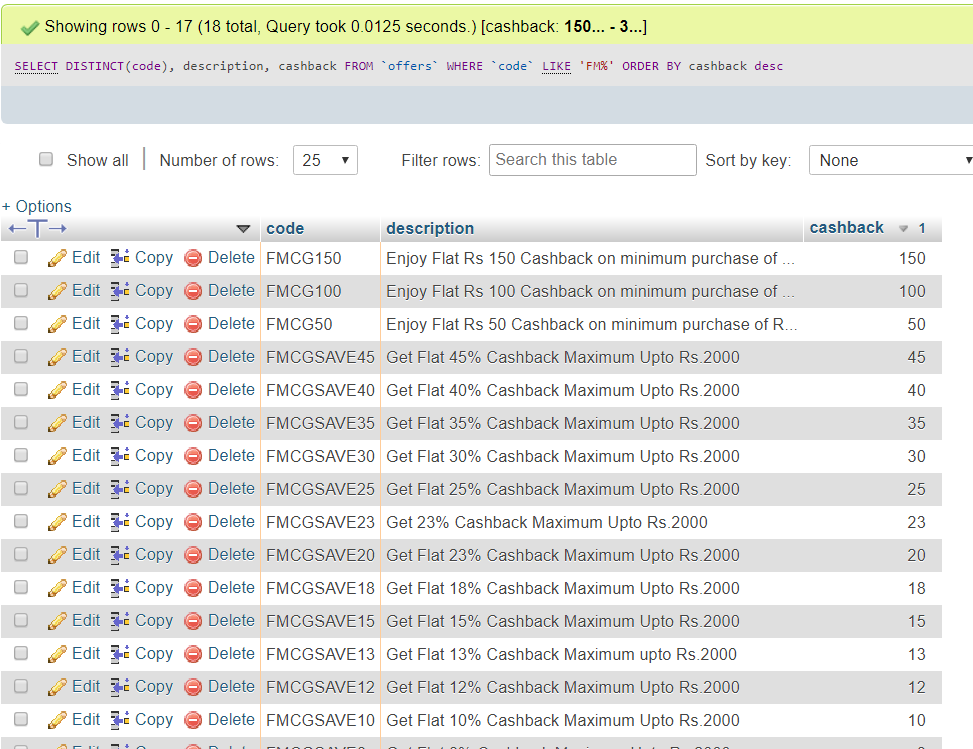 Showing rows 0 - 17 (18 total, Query took 0.0125 seconds.) [cashback: 150... - 3...]
SELECT DISTINCT(code), description, cashback FROM `offers` WHERE `code` LIKE 'FM%' ORDER BY cashback desc
Show all Number of rows: 25 Filter rows: Search this table Sort by key: None
+ Options
←T→ code description cashback 1
Edit Copy Delete FMCG150 Enjoy Flat Rs 150 Cashback on minimum purchase of ... 150
Edit Copy Delete FMCG100 Enjoy Flat Rs 100 Cashback on minimum purchase of ... 100
Edit Copy Delete FMCG50 Enjoy Flat Rs 50 Cashback on minimum purchase of R... 50
Edit Copy Delete FMCGSAVE45 Get Flat 45% Cashback Maximum Upto Rs.2000 45
Edit Copy Delete FMCGSAVE40 Get Flat 40% Cashback Maximum Upto Rs.2000 40
Edit Copy Delete FMCGSAVE35 Get Flat 35% Cashback Maximum Upto Rs.2000 35
Edit Copy Delete FMCGSAVE30 Get Flat 30% Cashback Maximum Upto Rs.2000 30
Edit Copy Delete FMCGSAVE25 Get Flat 25% Cashback Maximum Upto Rs.2000 25
Edit Copy Delete FMCGSAVE23 Get 23% Cashback Maximum Upto Rs.2000 23
Edit Copy Delete FMCGSAVE20 Get Flat 23% Cashback Maximum Upto Rs.2000 20
Edit Copy Delete FMCGSAVE18 Get Flat 18% Cashback Maximum Upto Rs.2000 18
Edit Copy Delete FMCGSAVE15 Get Flat 15% Cashback Maximum Upto Rs.2000 15
Edit Copy Delete FMCGSAVE13 Get Flat 13% Cashback Maximum upto Rs.2000 13
Edit Copy Delete FMCGSAVE12 Get Flat 12% Cashback Maximum Upto Rs.2000 12
Edit Copy Delete FMCGSAVE10 Get Flat 10% Cashback Maximum Upto Rs.2000 10